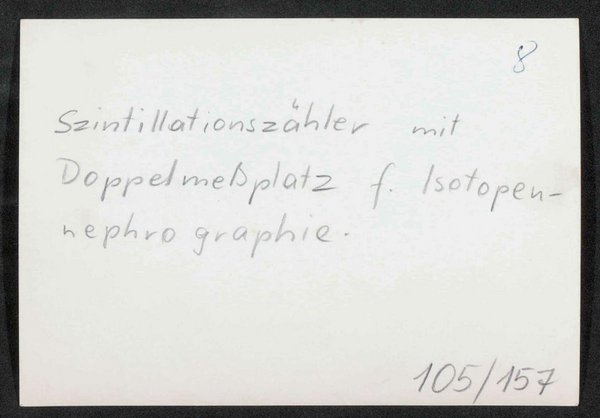 8
Szintillationszähler mit
Doppelmeßplatz f. Isotopen-
nephrographie.
105/157